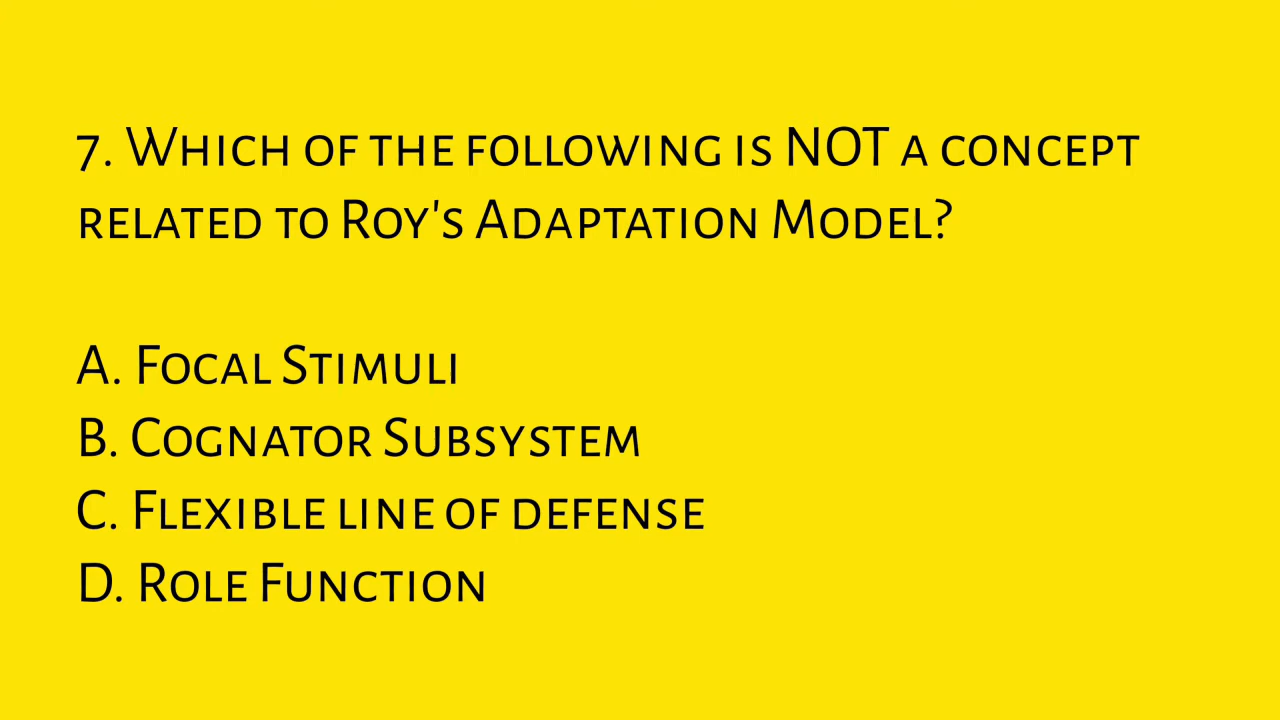 7. Which of the following is NOT a concept
related to Roy's Adaptation Model?
A. Focal Stimuli
B. Cognator Subsystem
C. Flexible line of defense
D. Role Function